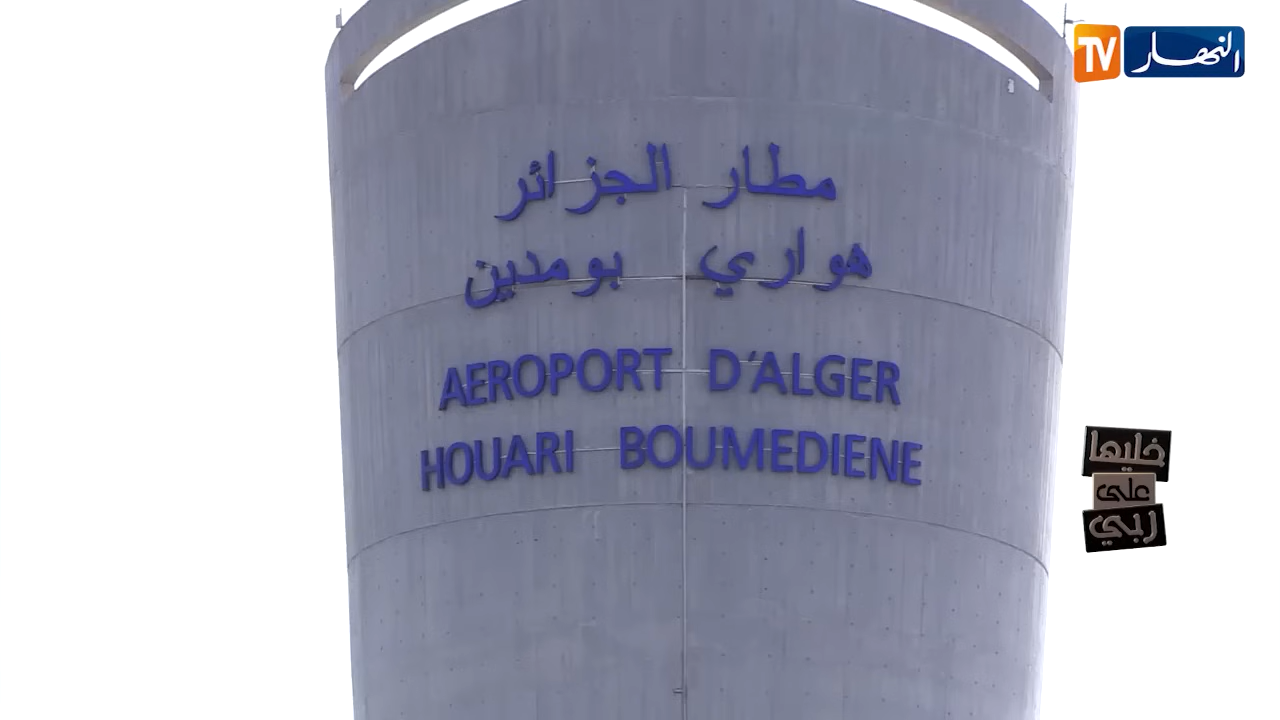 TV النهار
مطار الجزائر
هواري بومدين
AEROPORT D'ALGER
HOUARI BOUMEDIENE
خليها
على
ربي